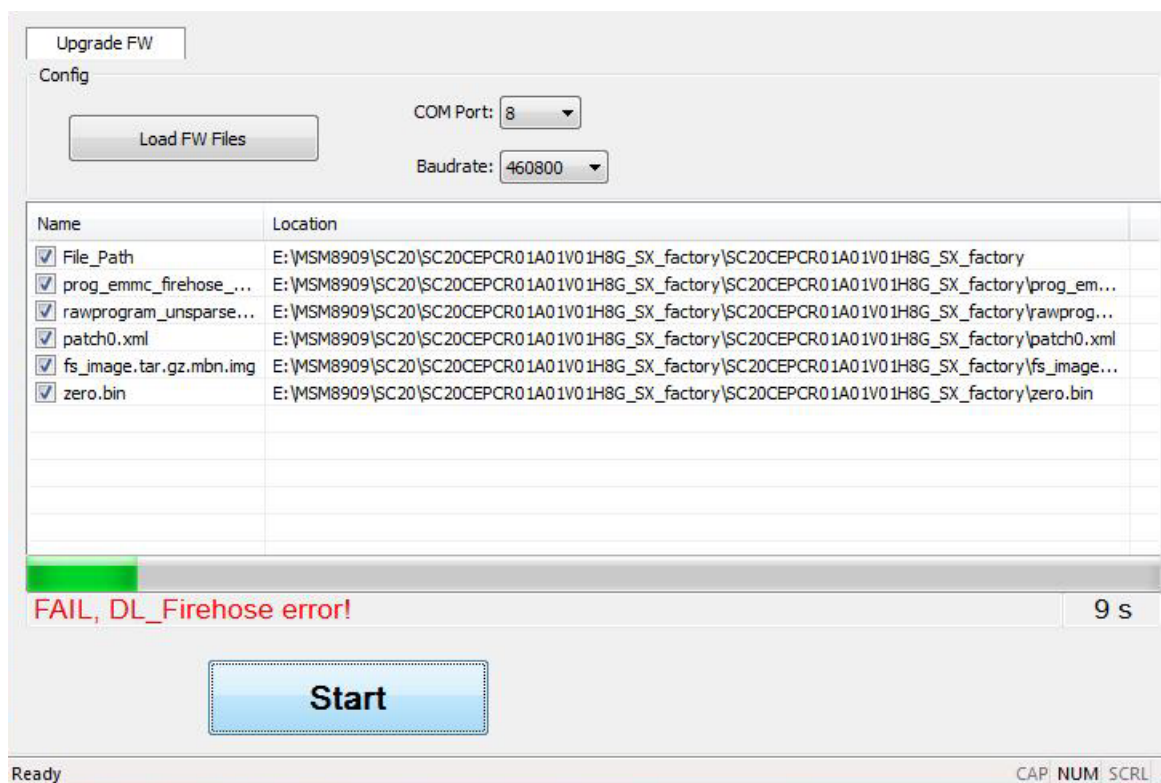 Upgrade FW
Config
Load FW Files
COM Port: 8
Baudrate: 460800
Name Location
File_Path E:\MSM8909\SC20\SC20CEPCR01A01V01H8G_SX_factory\SC20CEPCR01A01V01H8G_SX_factory
prog_emmc_firehose_... E:\MSM8909\SC20\SC20CEPCR01A01V01H8G_SX_factory\SC20CEPCR01A01V01H8G_SX_factory\prog_em...
rawprogram_unsparse... E:\MSM8909\SC20\SC20CEPCR01A01V01H8G_SX_factory\SC20CEPCR01A01V01H8G_SX_factory\rawprog...
patch0.xml E:\MSM8909\SC20\SC20CEPCR01A01V01H8G_SX_factory\SC20CEPCR01A01V01H8G_SX_factory\patch0.xml
fs_image.tar.gz.mbn.img E:\MSM8909\SC20\SC20CEPCR01A01V01H8G_SX_factory\SC20CEPCR01A01V01H8G_SX_factory\fs_image...
zero.bin E:\MSM8909\SC20\SC20CEPCR01A01V01H8G_SX_factory\SC20CEPCR01A01V01H8G_SX_factory\zero.bin
FAIL, DL_Firehose error! 9 s
Start
Ready CAP NUM SCRL